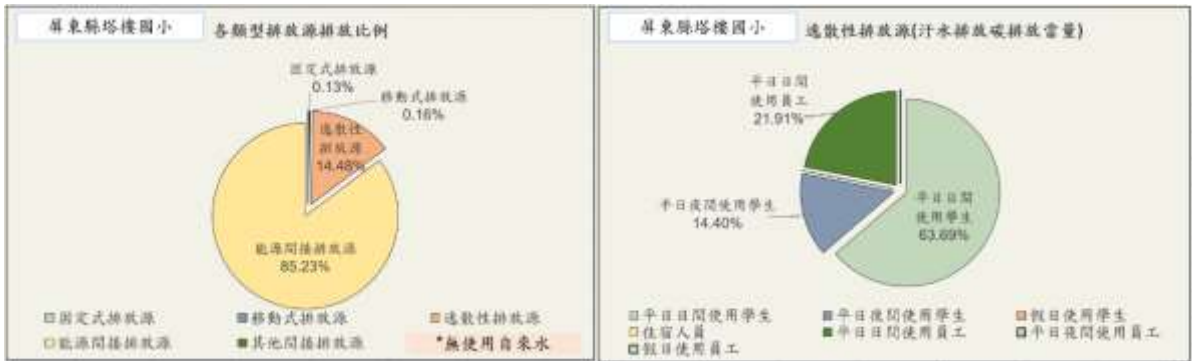 屏東縣塔樓國小
各類型排放源排放比例
固定式排放源
0.13%
移動式排放源
0.16%
逸散性
排放源
14.48%
能源間接排放源
85.23%
固定式排放源
移動式排放源
逸散性排放源
能源間接排放源
其他間接排放源
*無使用自來水
屏東縣塔樓國小
逸散性排放源(汙水排放碳排放當量)
平日日間
使用員工
21.91%
平日夜間使用學生
14.40%
平日日間
使用學生
63.69%
平日日間使用學生
平日夜間使用學生
假日使用學生
住宿人員
平日日間使用員工
平日夜間使用員工
假日使用員工